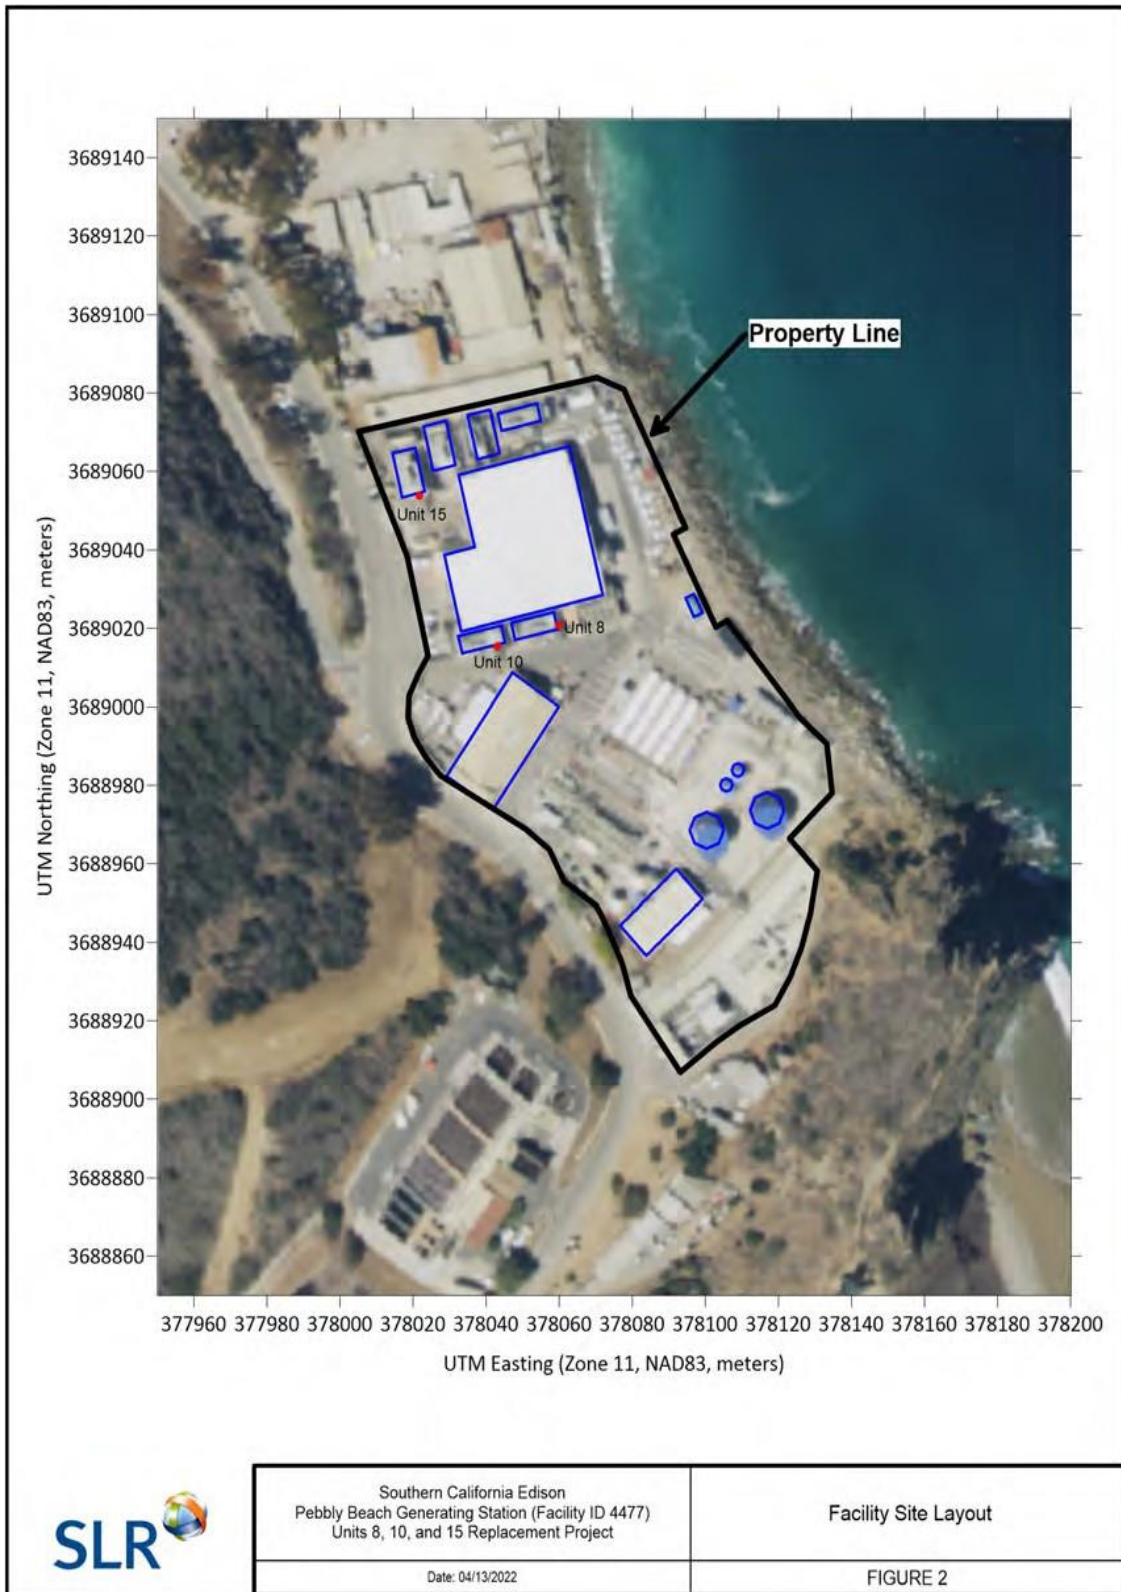 3689140
3689120
3689100
3689080
3689060
3689040
3689020
3689000
3688980
3688960
3688940
3688920
3688900
3688880
3688860
UTM Northing (Zone 11, NAD83, meters)
Property Line
Unit 15
Unit 8
Unit 10
377960 377980 378000 378020 378040 378060 378080 378100 378120 378140 378160 378180 378200
UTM Easting (Zone 11, NAD83, meters)
SLR
Southern California Edison
Pebbly Beach Generating Station (Facility ID 4477)
Units 8, 10, and 15 Replacement Project
Date: 04/13/2022
Facility Site Layout
FIGURE 2